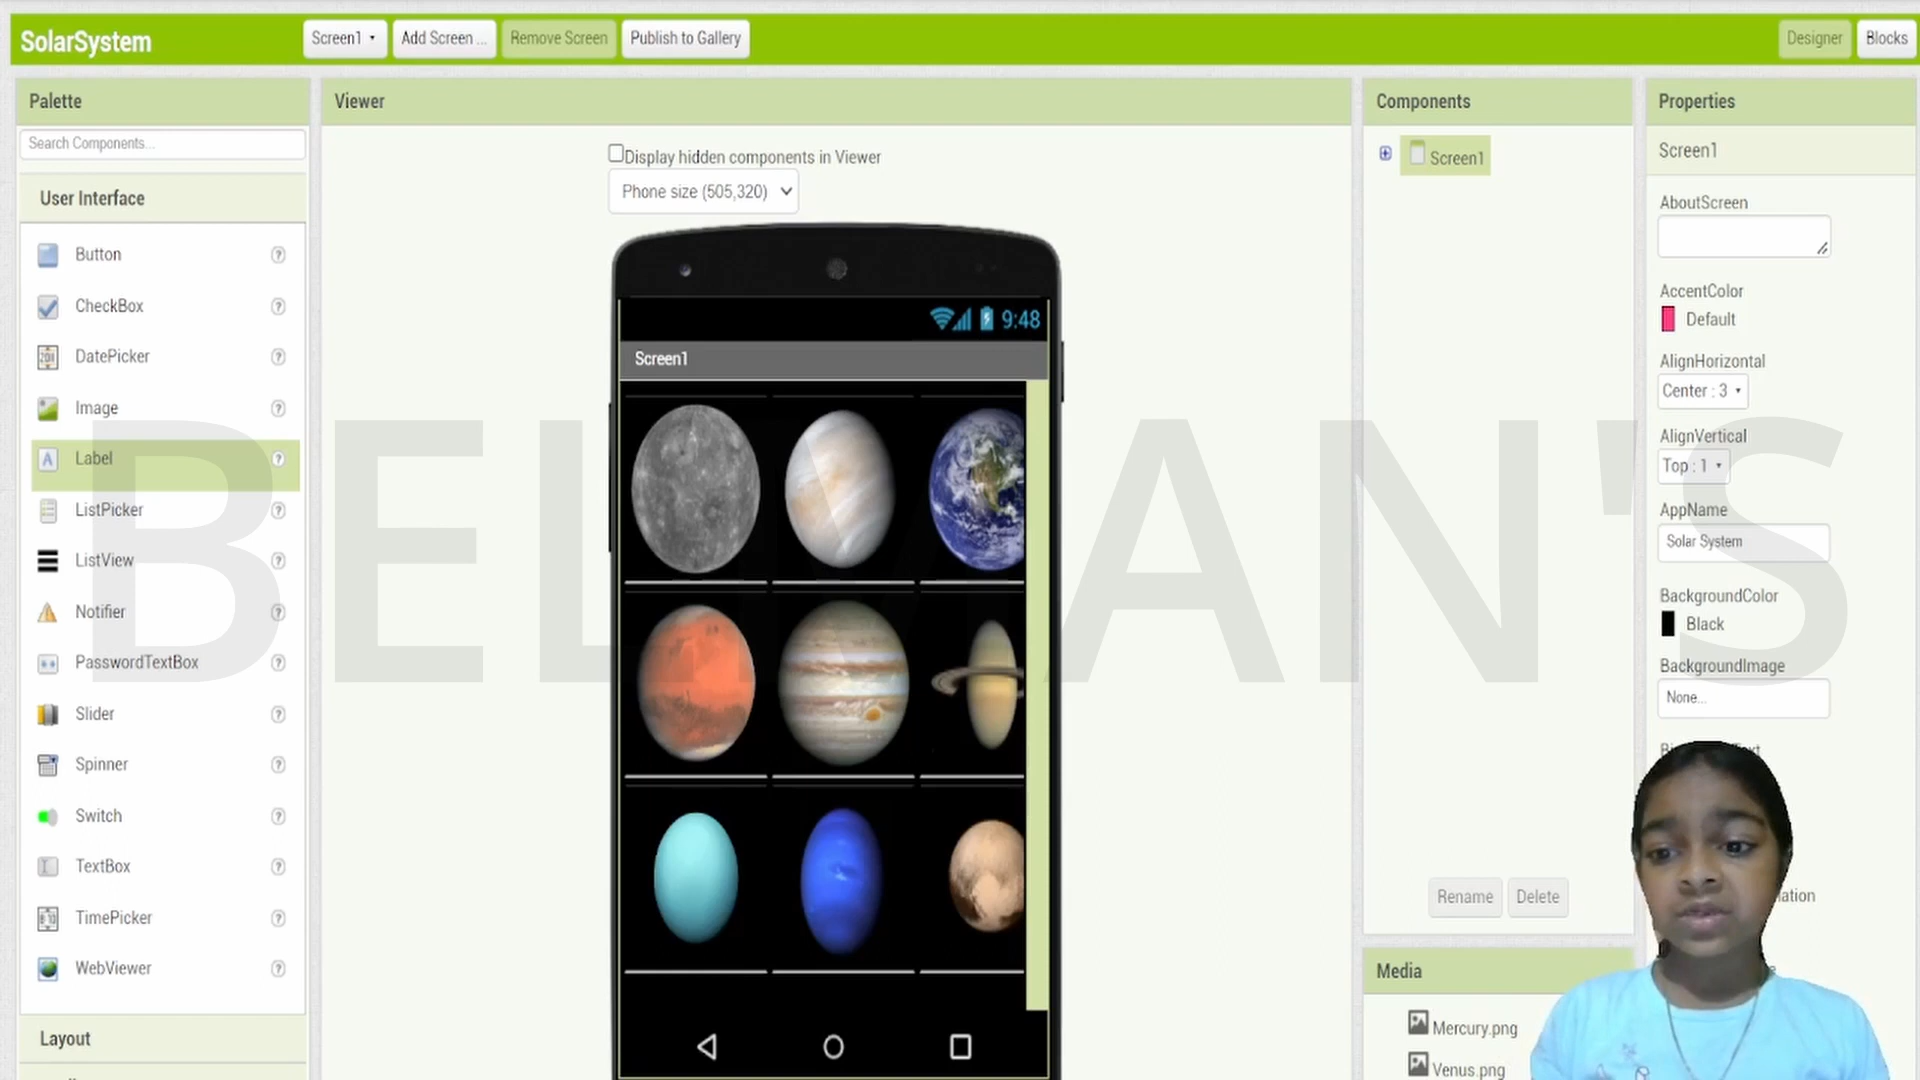 SolarSystem
Screen1
Add Screen ...
Remove Screen
Publish to Gallery
Designer
Blocks
Palette
Search Components...
User Interface
Button
CheckBox
DatePicker
Image
Label
ListPicker
ListView
Notifier
PasswordTextBox
Slider
Spinner
Switch
TextBox
TimePicker
WebViewer
Layout
Viewer
Display hidden components in Viewer
Phone size (505,320)
9:48
Screen1
Components
Screen1
Rename
Delete
Media
Mercury.png
Venus.png
Properties
Screen1
AboutScreen
AccentColor
Default
AlignHorizontal
Center : 3
AlignVertical
Top : 1
AppName
Solar System
BackgroundColor
Black
BackgroundImage
None...